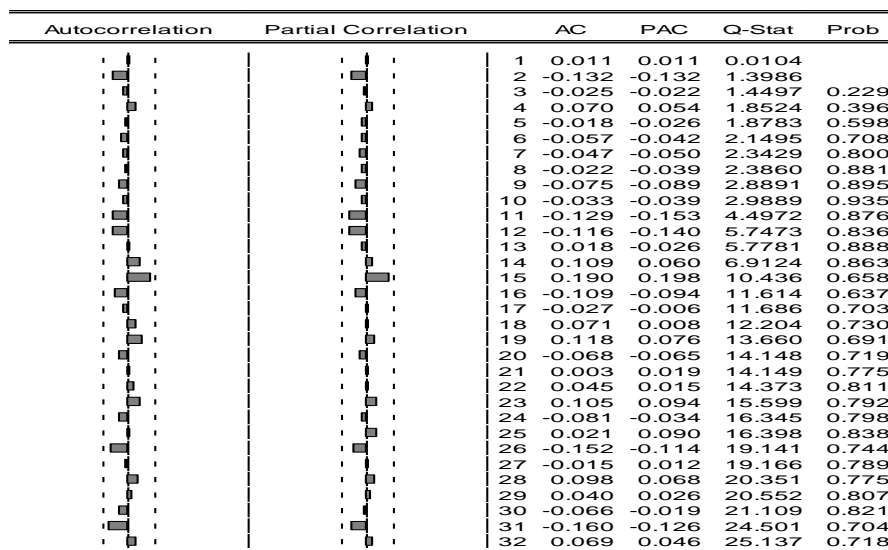 Autocorrelation Partial Correlation AC PAC Q-Stat Prob
1 0.011 0.011 0.0104
2 -0.132 -0.132 1.3986
3 -0.025 -0.022 1.4497 0.229
4 0.070 0.054 1.8524 0.396
5 -0.018 -0.026 1.8783 0.598
6 -0.057 -0.042 2.1495 0.708
7 -0.047 -0.050 2.3429 0.800
8 -0.022 -0.039 2.3860 0.881
9 -0.075 -0.089 2.8891 0.895
10 -0.033 -0.039 2.9889 0.935
11 -0.129 -0.153 4.4972 0.876
12 -0.116 -0.140 5.7473 0.836
13 0.018 -0.026 5.7781 0.888
14 0.109 0.060 6.9124 0.863
15 0.190 0.198 10.436 0.658
16 -0.109 -0.094 11.614 0.637
17 -0.027 -0.006 11.686 0.703
18 0.071 0.008 12.204 0.730
19 0.118 0.076 13.660 0.691
20 -0.068 -0.065 14.148 0.719
21 0.003 0.019 14.149 0.775
22 0.045 0.015 14.373 0.811
23 0.105 0.094 15.599 0.792
24 -0.081 -0.034 16.345 0.798
25 0.021 0.090 16.398 0.838
26 -0.152 -0.114 19.141 0.744
27 -0.015 0.012 19.166 0.789
28 0.098 0.068 20.351 0.775
29 0.040 0.026 20.552 0.807
30 -0.066 -0.019 21.109 0.821
31 -0.160 -0.126 24.501 0.704
32 0.069 0.046 25.137 0.718